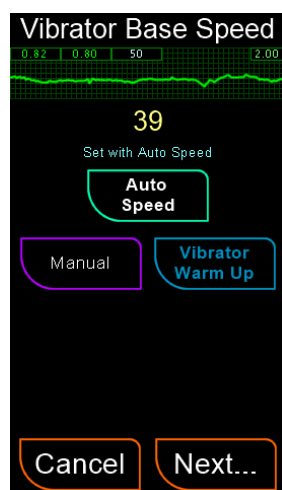 Vibrator Base Speed
0.82 0.80 50 2.00
39
Set with Auto Speed
Auto
Speed
Manual
Vibrator
Warm Up
Cancel
Next...